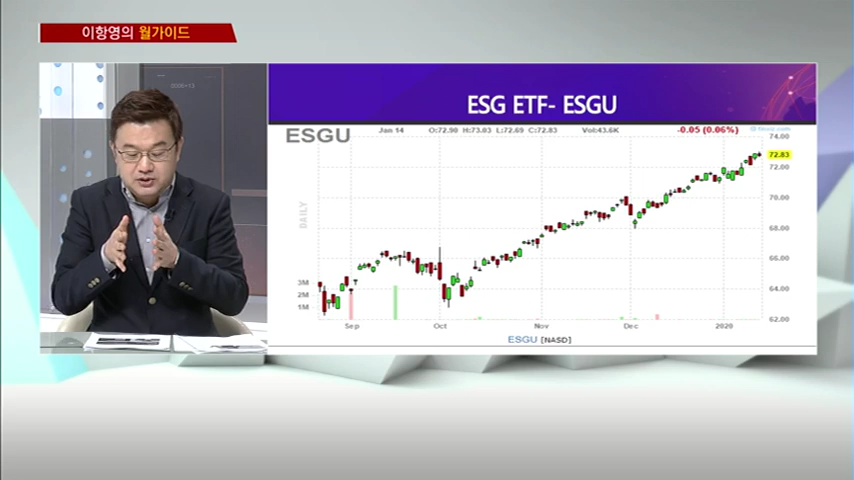 이항영의 월가이드
ESG ETF- ESGU
ESGU
Jan 14 O:72.90 H:73.03 L:72.69 C:72.83 Vol:43.6K -0.05 (0.06%)
74.00
72.83
72.00
70.00
68.00
66.00
64.00
62.00
DAILY
3M
2M
1M
Sep Oct Nov Dec 2020
ESGU [NASD]